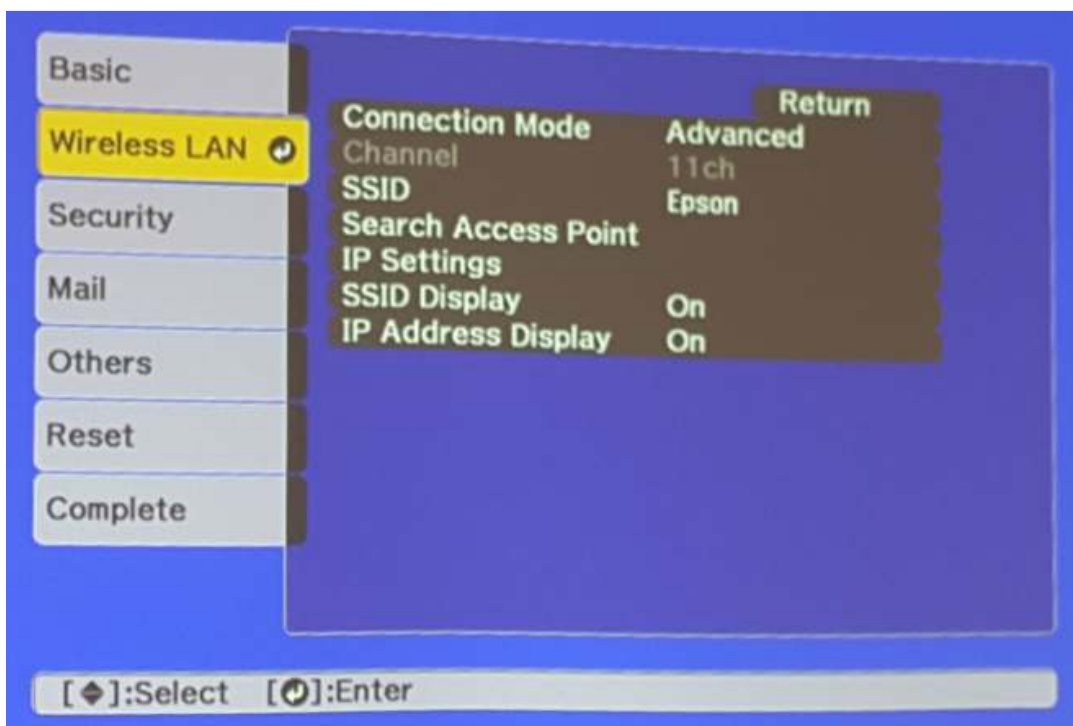 Basic
Wireless LAN
Security
Mail
Others
Reset
Complete
Return
Connection Mode Advanced
Channel 11ch
SSID Epson
Search Access Point
IP Settings
SSID Display On
IP Address Display On
[◆]:Select [⏎]:Enter